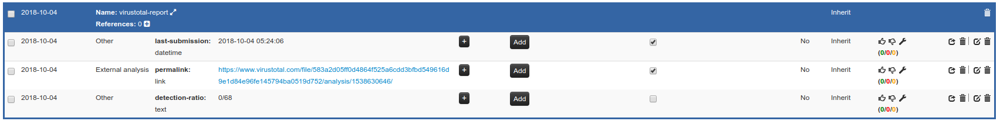 2018-10-04 Name: virustotal-report Inherit
References: 0
2018-10-04 Other last-submission: 2018-10-04 05:24:06 + Add No Inherit
datetime (0/0/0)
2018-10-04 External analysis permalink: https://www.virustotal.com/file/583a2d05ff0d4864f525a6cdd3bfbd549616d + Add No Inherit
link 9e1d84e96fe145794ba0519d752/analysis/1538630646/ (0/0/0)
2018-10-04 Other detection-ratio: 0/68 + Add No Inherit
text (0/0/0)